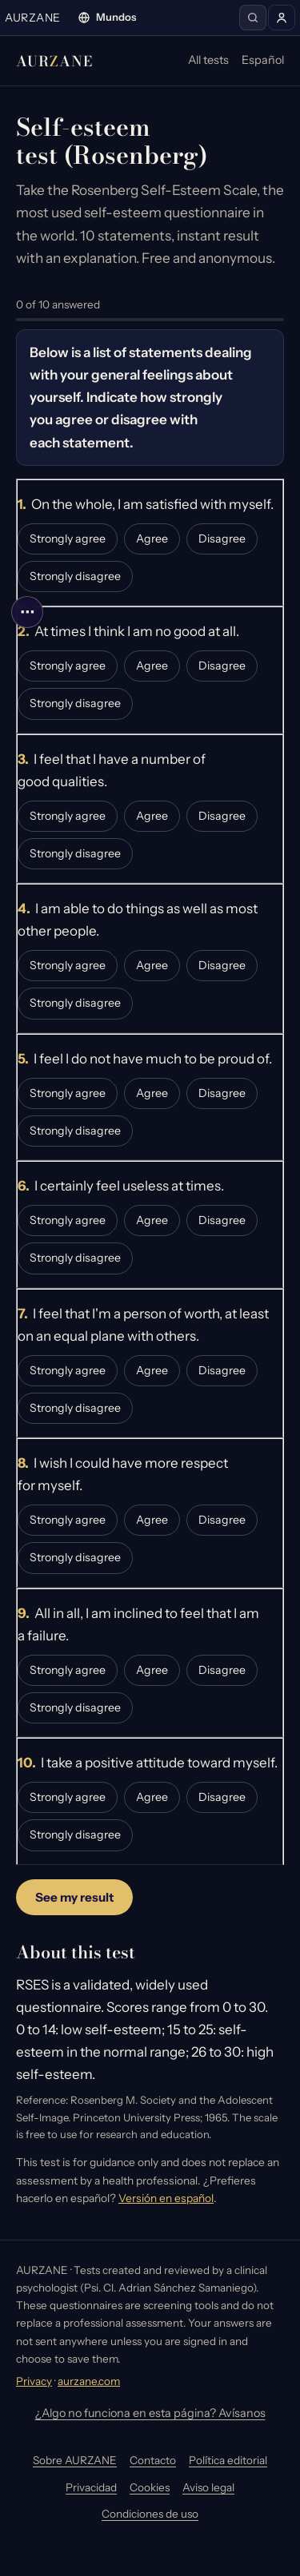 AURZANE Mundos
AURZANE All tests Español
Self-esteem
test (Rosenberg)
Take the Rosenberg Self-Esteem Scale, the
most used self-esteem questionnaire in
the world. 10 statements, instant result
with an explanation. Free and anonymous.
0 of 10 answered
Below is a list of statements dealing
with your general feelings about
yourself. Indicate how strongly
you agree or disagree with
each statement.
1. On the whole, I am satisfied with myself.
Strongly agree Agree Disagree
Strongly disagree
2. At times I think I am no good at all.
Strongly agree Agree Disagree
Strongly disagree
3. I feel that I have a number of
good qualities.
Strongly agree Agree Disagree
Strongly disagree
4. I am able to do things as well as most
other people.
Strongly agree Agree Disagree
Strongly disagree
5. I feel I do not have much to be proud of.
Strongly agree Agree Disagree
Strongly disagree
6. I certainly feel useless at times.
Strongly agree Agree Disagree
Strongly disagree
7. I feel that I'm a person of worth, at least
on an equal plane with others.
Strongly agree Agree Disagree
Strongly disagree
8. I wish I could have more respect
for myself.
Strongly agree Agree Disagree
Strongly disagree
9. All in all, I am inclined to feel that I am
a failure.
Strongly agree Agree Disagree
Strongly disagree
10. I take a positive attitude toward myself.
Strongly agree Agree Disagree
Strongly disagree
See my result
About this test
RSES is a validated, widely used
questionnaire. Scores range from 0 to 30.
0 to 14: low self-esteem; 15 to 25: self-
esteem in the normal range; 26 to 30: high
self-esteem.
Reference: Rosenberg M. Society and the Adolescent
Self-Image. Princeton University Press; 1965. The scale
is free to use for research and education.
This test is for guidance only and does not replace an
assessment by a health professional. ¿Prefieres
hacerlo en español? Versión en español.
AURZANE · Tests created and reviewed by a clinical
psychologist (Psi. Cl. Adrian Sánchez Samaniego).
These questionnaires are screening tools and do not
replace a professional assessment. Your answers are
not sent anywhere unless you are signed in and
choose to save them.
Privacy · aurzane.com
¿Algo no funciona en esta página? Avísanos
Sobre AURZANE Contacto Política editorial
Privacidad Cookies Aviso legal
Condiciones de uso